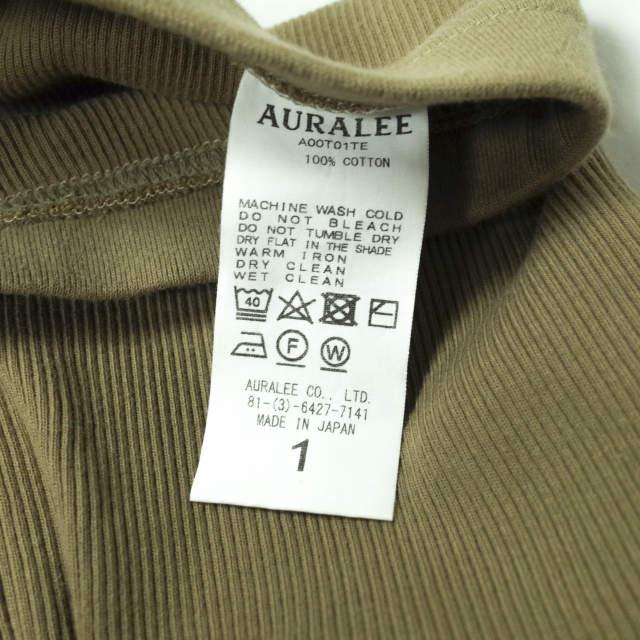 AURALEE
A00T01TE
100% COTTON
MACHINE WASH COLD
DO NOT BLEACH
DO NOT TUMBLE DRY
DRY FLAT IN THE SHADE
WARM IRON
DRY CLEAN
WET CLEAN
40
F W
AURALEE CO., LTD.
81-(3)-6427-7141
MADE IN JAPAN
1